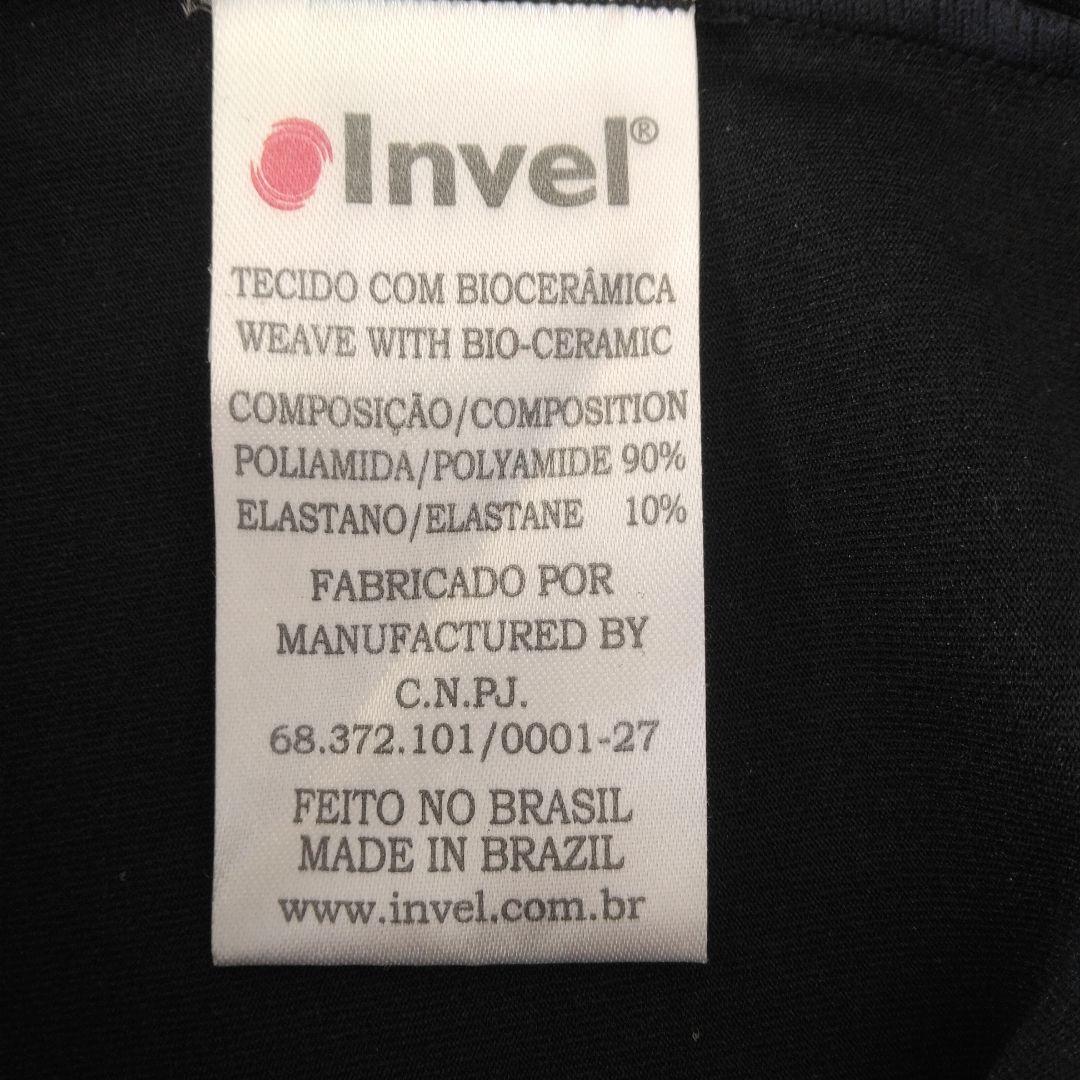 Invel®
TECIDO COM BIOCERÂMICA
WEAVE WITH BIO-CERAMIC
COMPOSIÇÃO/COMPOSITION
POLIAMIDA/POLYAMIDE 90%
ELASTANO/ELASTANE 10%
FABRICADO POR
MANUFACTURED BY
C.N.PJ.
68.372.101/0001-27
FEITO NO BRASIL
MADE IN BRAZIL
www.invel.com.br